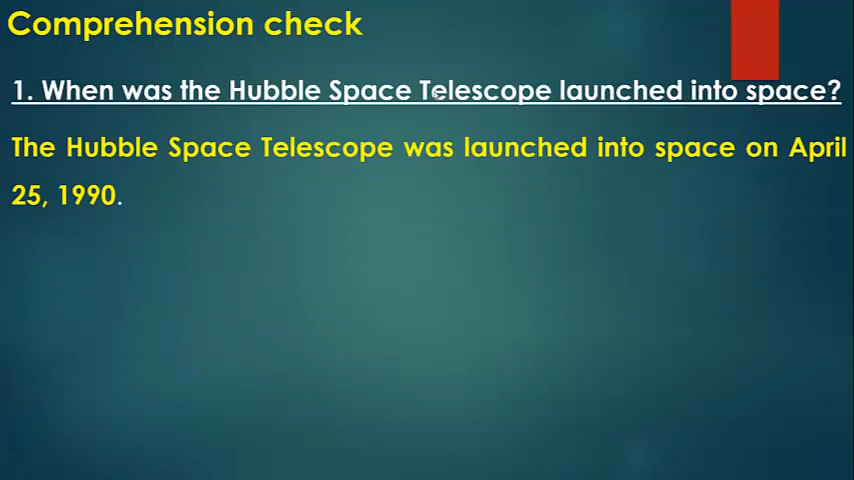 Comprehension check
1. When was the Hubble Space Telescope launched into space?
The Hubble Space Telescope was launched into space on April
25, 1990.